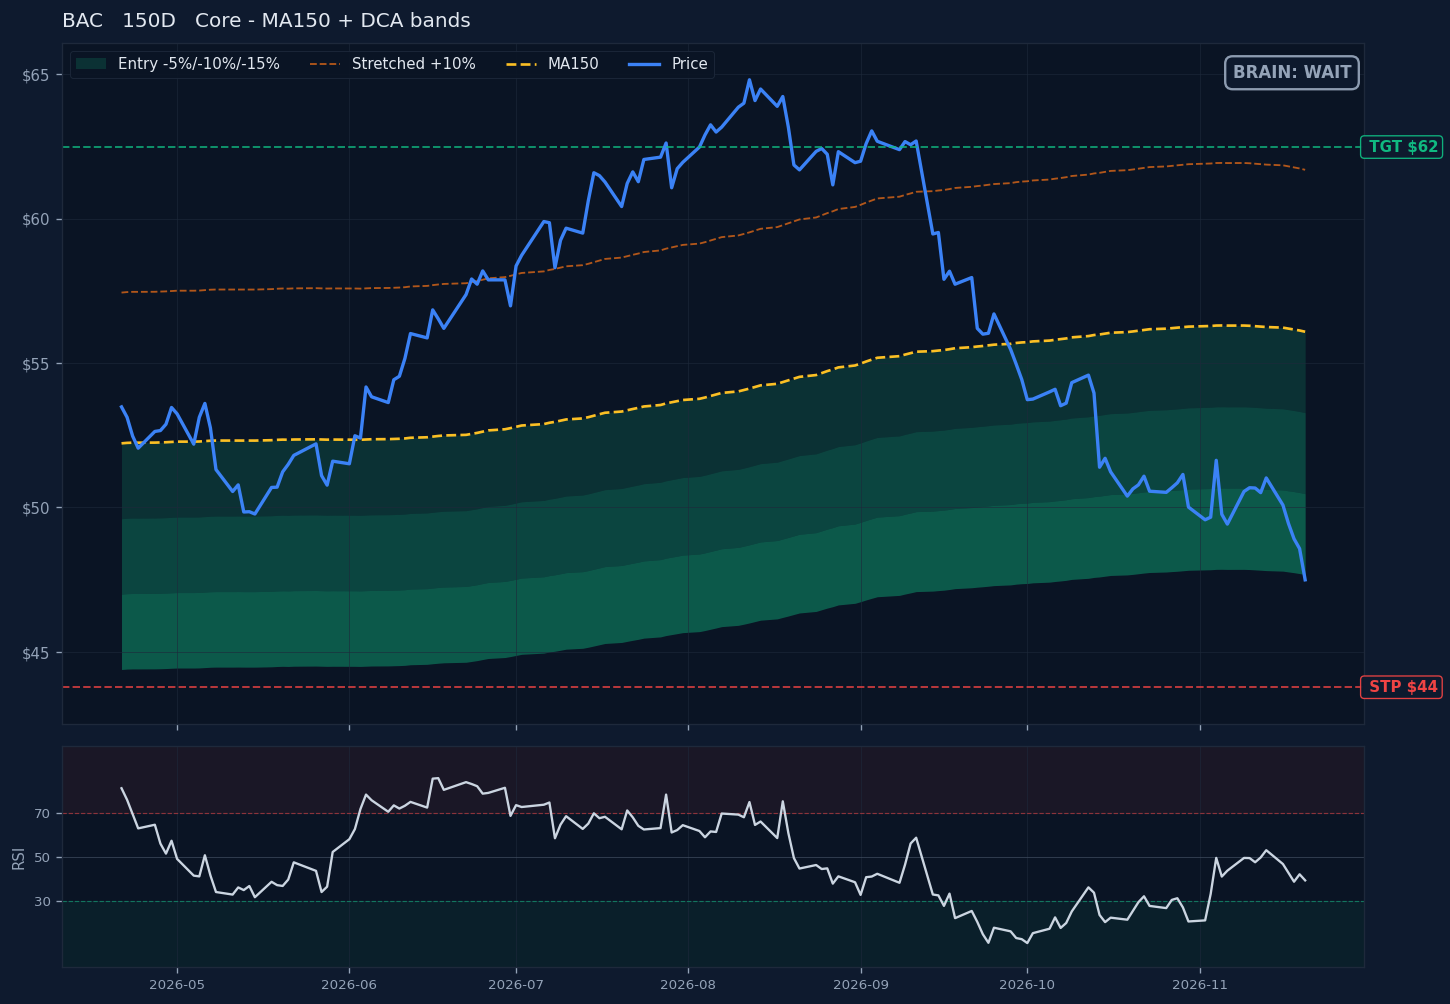 BAC   150D   Core - MA150 + DCA bands
Entry -5%/-10%/-15%   Stretched +10%   MA150   Price
BRAIN: WAIT
$65
TGT $62
$60
$55
$50
$45
STP $44
70
50
30
RSI
2026-05   2026-06   2026-07   2026-08   2026-09   2026-10   2026-11